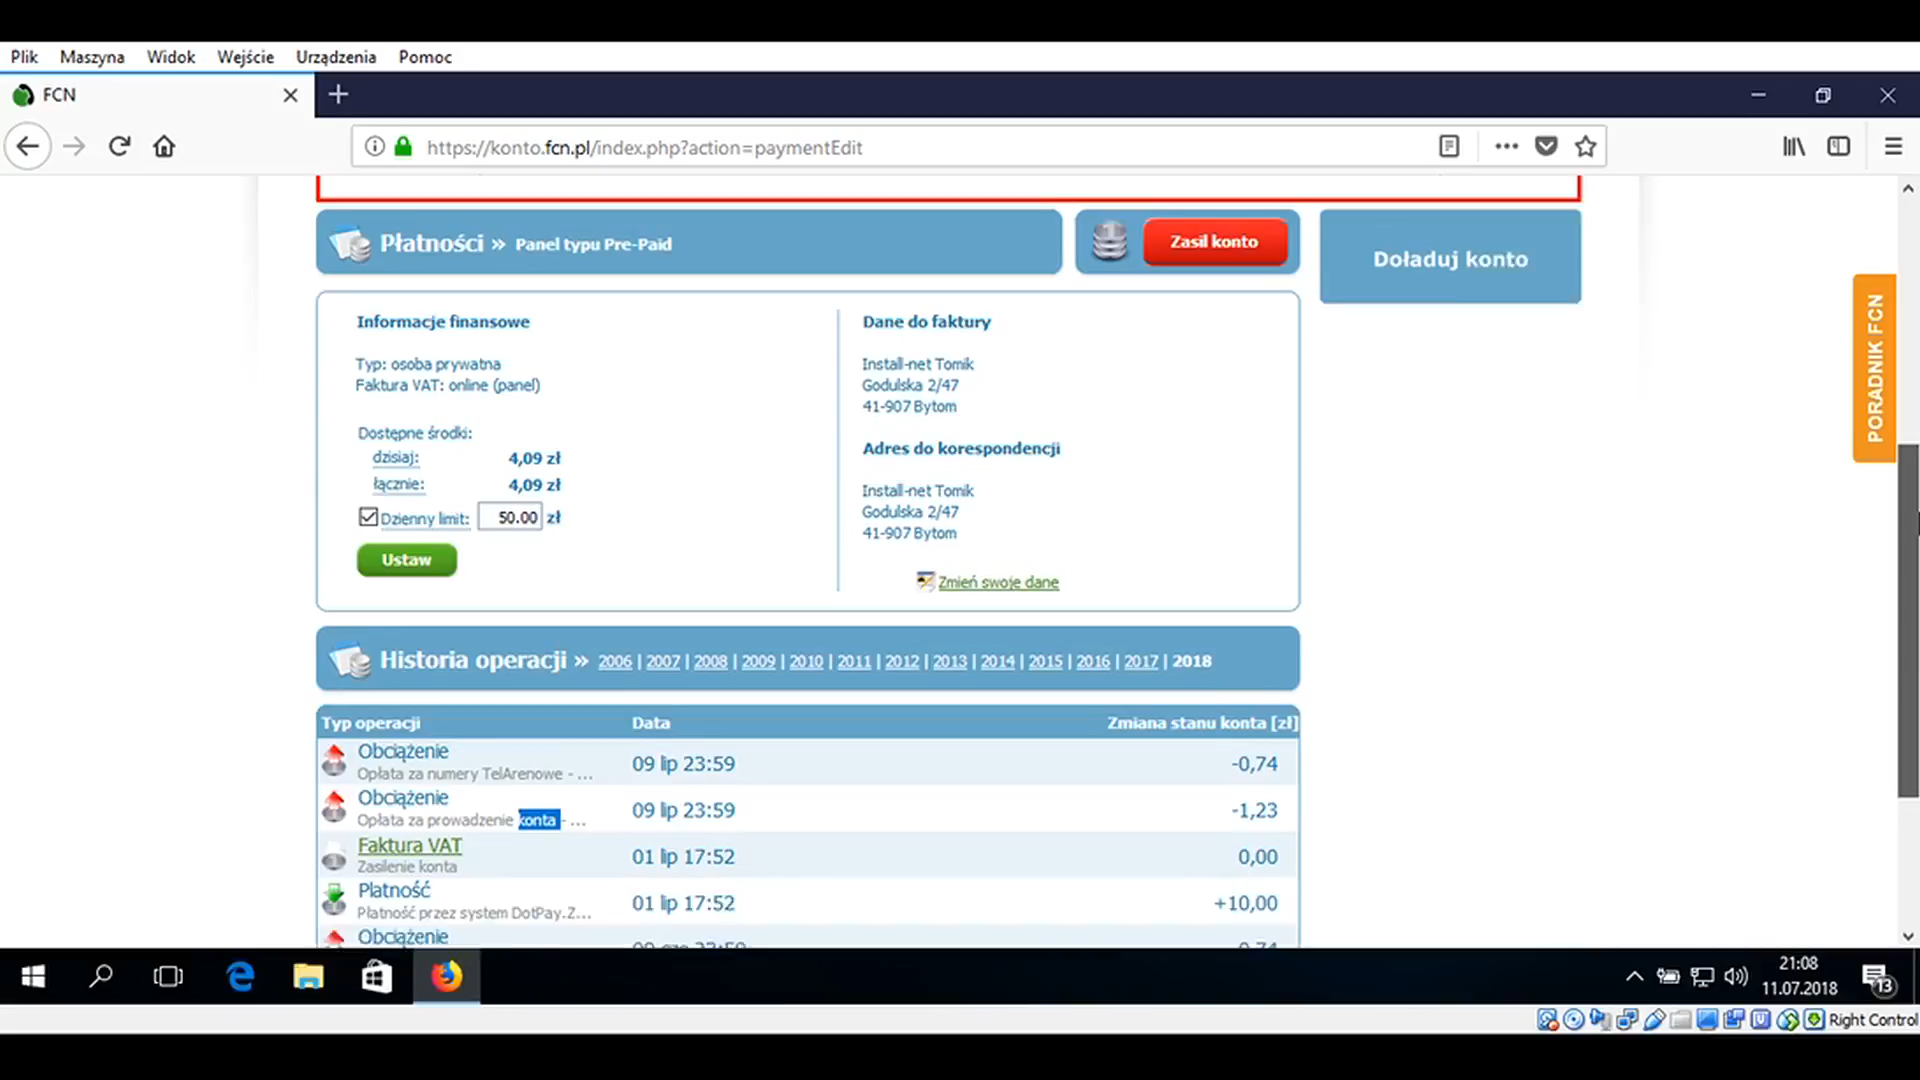 Plik Maszyna Widok Wejście Urządzenia Pomoc
FCN
https://konto.fcn.pl/index.php?action=paymentEdit
Płatności » Panel typu Pre-Paid
Zasil konto
Doładuj konto
PORADNIK FCN
Informacje finansowe
Typ: osoba prywatna
Faktura VAT: online (panel)
Dostępne środki:
dzisiaj: 4,09 zł
łącznie: 4,09 zł
Dzienny limit: 50.00 zł
Ustaw
Dane do faktury
Install-net Tomik
Godulska 2/47
41-907 Bytom
Adres do korespondencji
Install-net Tomik
Godulska 2/47
41-907 Bytom
Zmień swoje dane
Historia operacji » 2006 | 2007 | 2008 | 2009 | 2010 | 2011 | 2012 | 2013 | 2014 | 2015 | 2016 | 2017 | 2018
Typ operacji Data Zmiana stanu konta [zł]
Obciążenie 09 lip 23:59 -0,74
Opłata za numery TelArenowe - ...
Obciążenie 09 lip 23:59 -1,23
Opłata za prowadzenie konta - ...
Faktura VAT 01 lip 17:52 0,00
Zasilenie konta
Płatność 01 lip 17:52 +10,00
Płatność przez system DotPay.Z...
Obciążenie
21:08
11.07.2018
13
Right Control